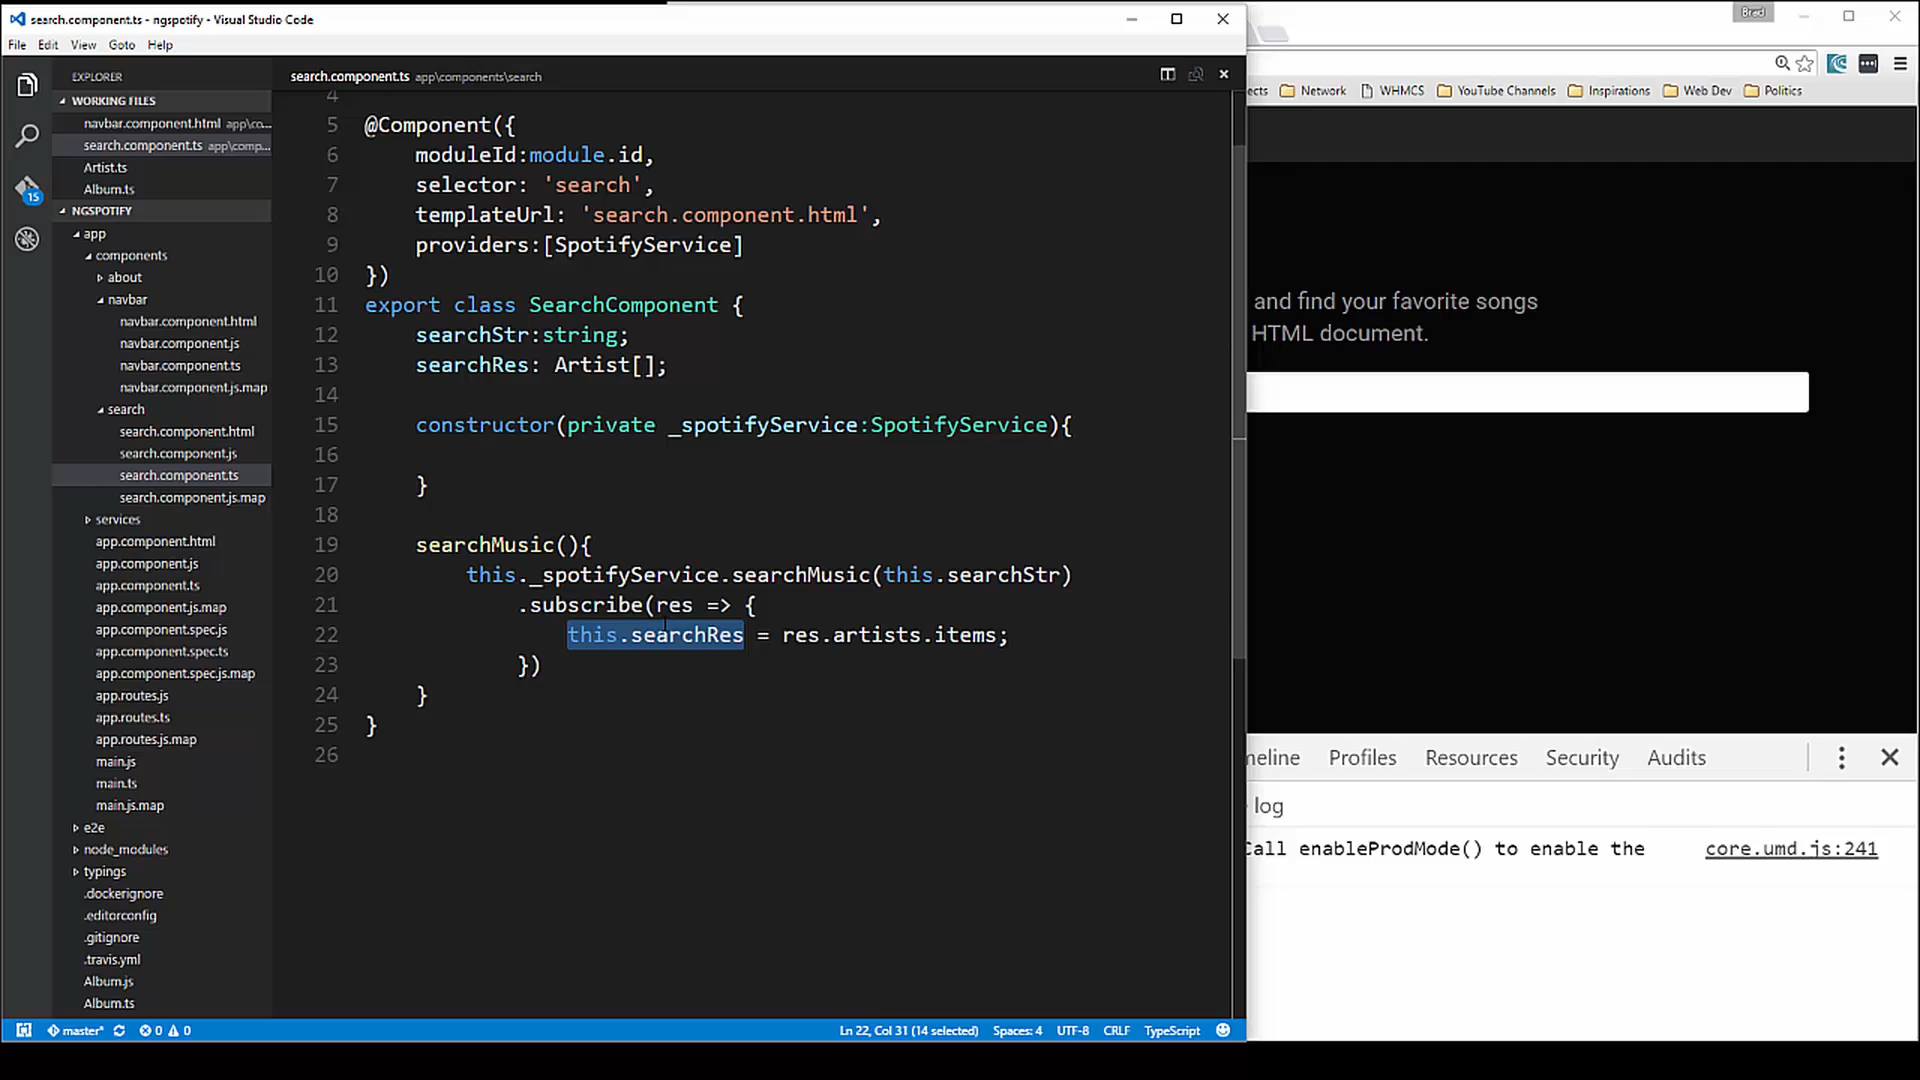 search.component.ts - ngspotify - Visual Studio Code
File Edit View Goto Help
EXPLORER
WORKING FILES
navbar.component.html app\co...
search.component.ts app\comp...
Artist.ts
Album.ts
NGSPOTIFY
app
components
about
navbar
navbar.component.html
navbar.component.js
navbar.component.ts
navbar.component.js.map
search
search.component.html
search.component.js
search.component.ts
search.component.js.map
services
app.component.html
app.component.js
app.component.ts
app.component.js.map
app.component.spec.js
app.component.spec.ts
app.component.spec.js.map
app.routes.js
app.routes.ts
app.routes.js.map
main.js
main.ts
main.js.map
e2e
node_modules
typings
.dockerignore
.editorconfig
.gitignore
.travis.yml
Album.js
Album.ts
15
search.component.ts app\components\search
4
5 @Component({
6 moduleId:module.id,
7 selector: 'search',
8 templateUrl: 'search.component.html',
9 providers:[SpotifyService]
10 })
11 export class SearchComponent {
12 searchStr:string;
13 searchRes: Artist[];
14
15 constructor(private _spotifyService:SpotifyService){
16
17 }
18
19 searchMusic(){
20 this._spotifyService.searchMusic(this.searchStr)
21 .subscribe(res => {
22 this.searchRes = res.artists.items;
23 })
24 }
25 }
26
master* 0 0 Ln 22, Col 31 (14 selected) Spaces: 4 UTF-8 CRLF TypeScript
Brad
ects Network WHMCS YouTube Channels Inspirations Web Dev Politics
and find your favorite songs
HTML document.
meline Profiles Resources Security Audits
log
Call enableProdMode() to enable the core.umd.js:241